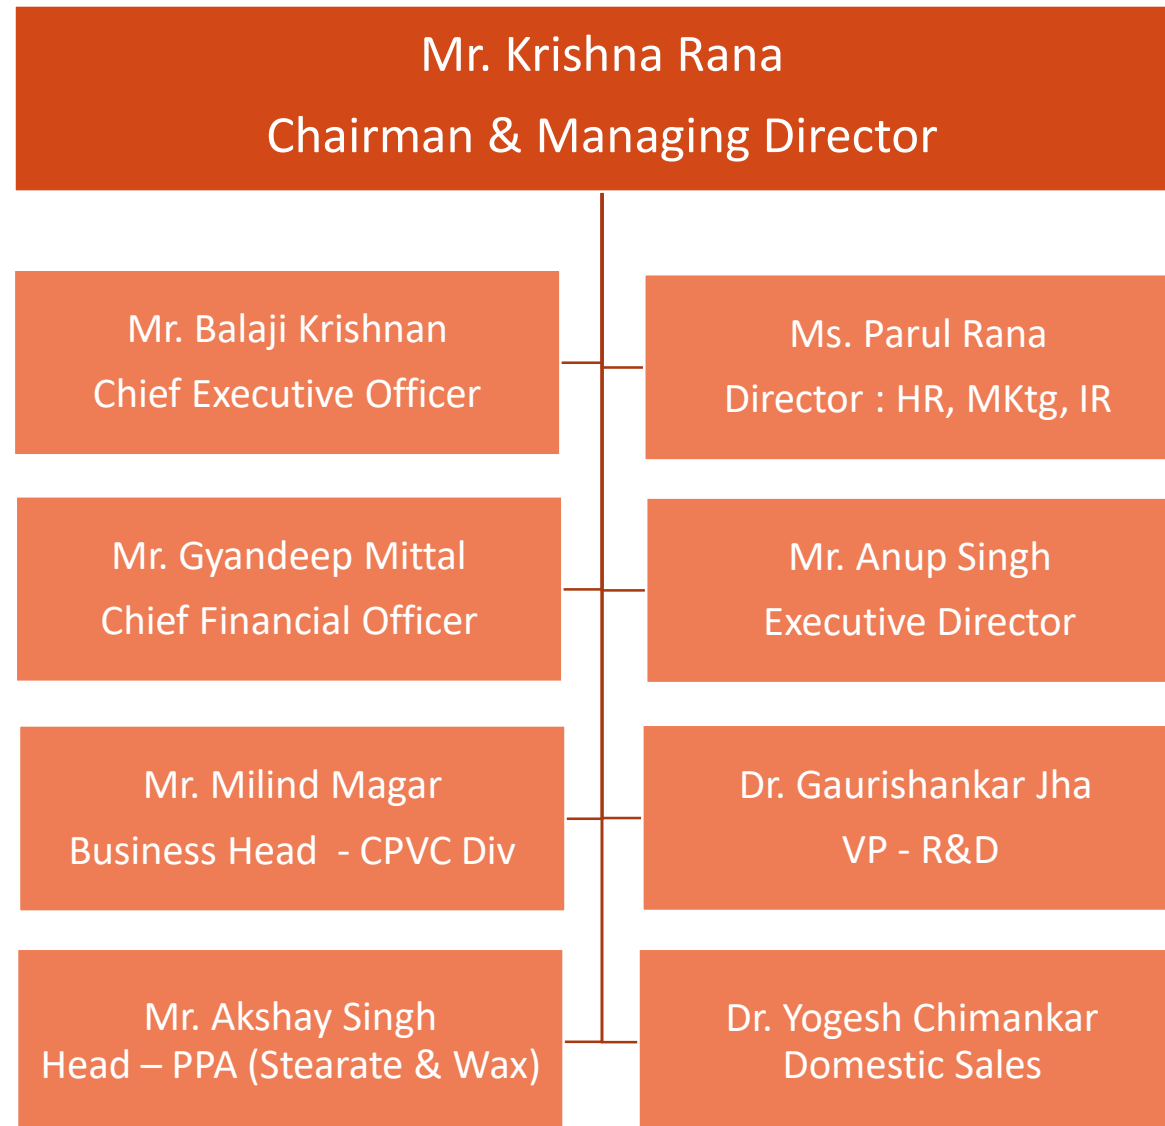 Mr. Krishna Rana
Chairman & Managing Director
Mr. Balaji Krishnan
Chief Executive Officer
Ms. Parul Rana
Director : HR, MKtg, IR
Mr. Gyandeep Mittal
Chief Financial Officer
Mr. Anup Singh
Executive Director
Mr. Milind Magar
Business Head  - CPVC Div
Dr. Gaurishankar Jha
VP - R&D
Mr. Akshay Singh
Head – PPA (Stearate & Wax)
Dr. Yogesh Chimankar
Domestic Sales